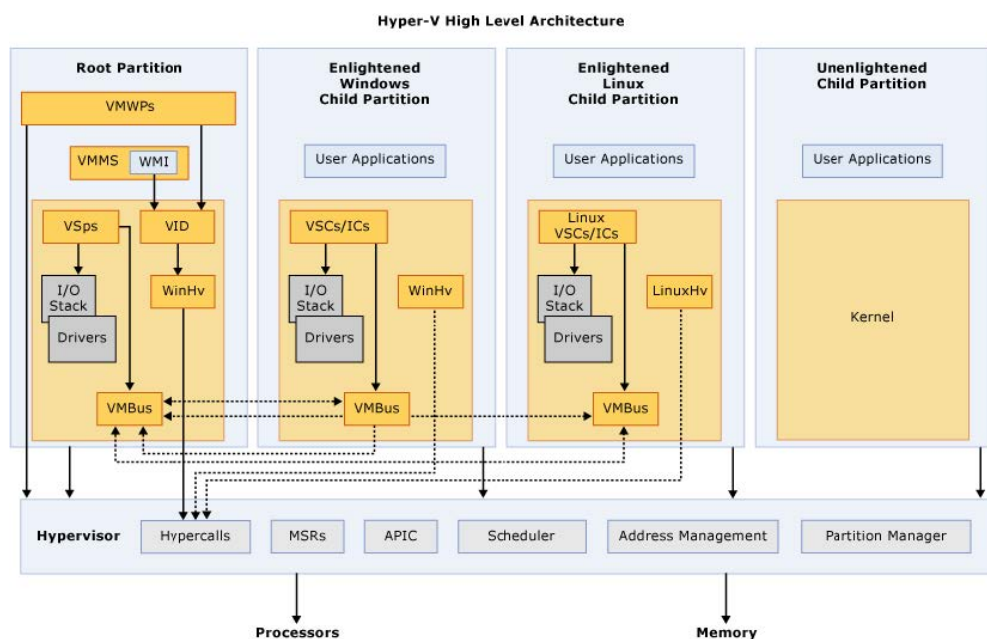 Hyper-V High Level Architecture
Root Partition
VMWPs
VMMS
WMI
VSps
VID
I/O
Stack
Drivers
WinHv
VMBus
Enlightened
Windows
Child Partition
User Applications
VSCs/ICs
I/O
Stack
Drivers
WinHv
VMBus
Enlightened
Linux
Child Partition
User Applications
Linux
VSCs/ICs
I/O
Stack
Drivers
LinuxHv
VMBus
Unenlightened
Child Partition
User Applications
Kernel
Hypervisor
Hypercalls
MSRs
APIC
Scheduler
Address Management
Partition Manager
Processors
Memory